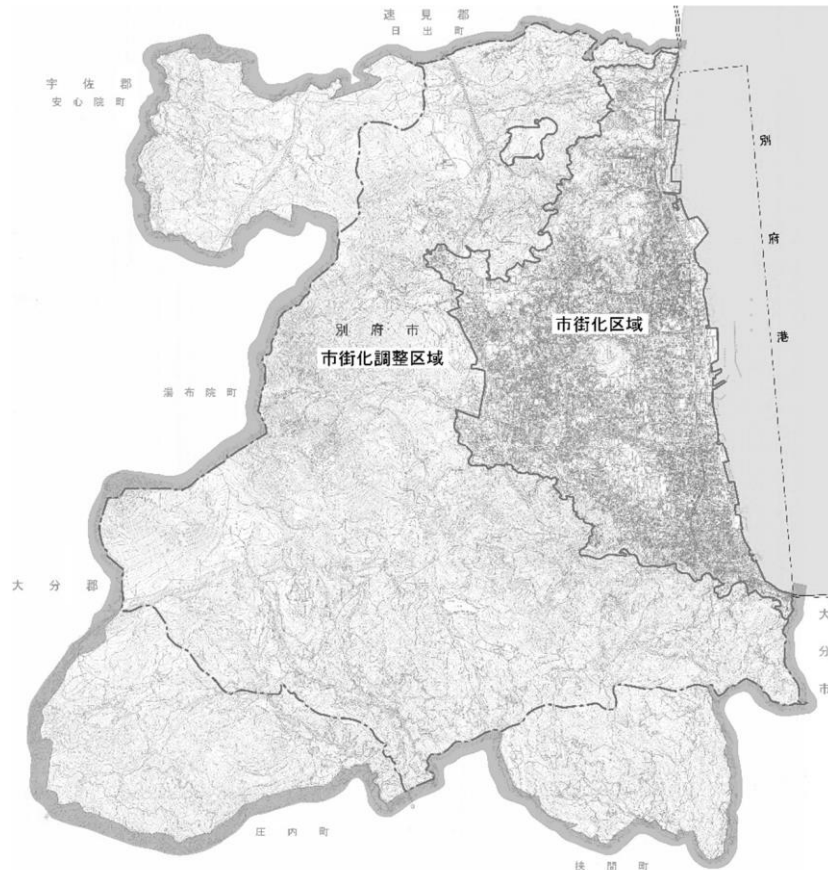 速見郡
日出町
宇佐郡
安心院町
別府港
市街化区域
別府市
市街化調整区域
湯布院町
大分郡
大分市
庄内町
挾間町